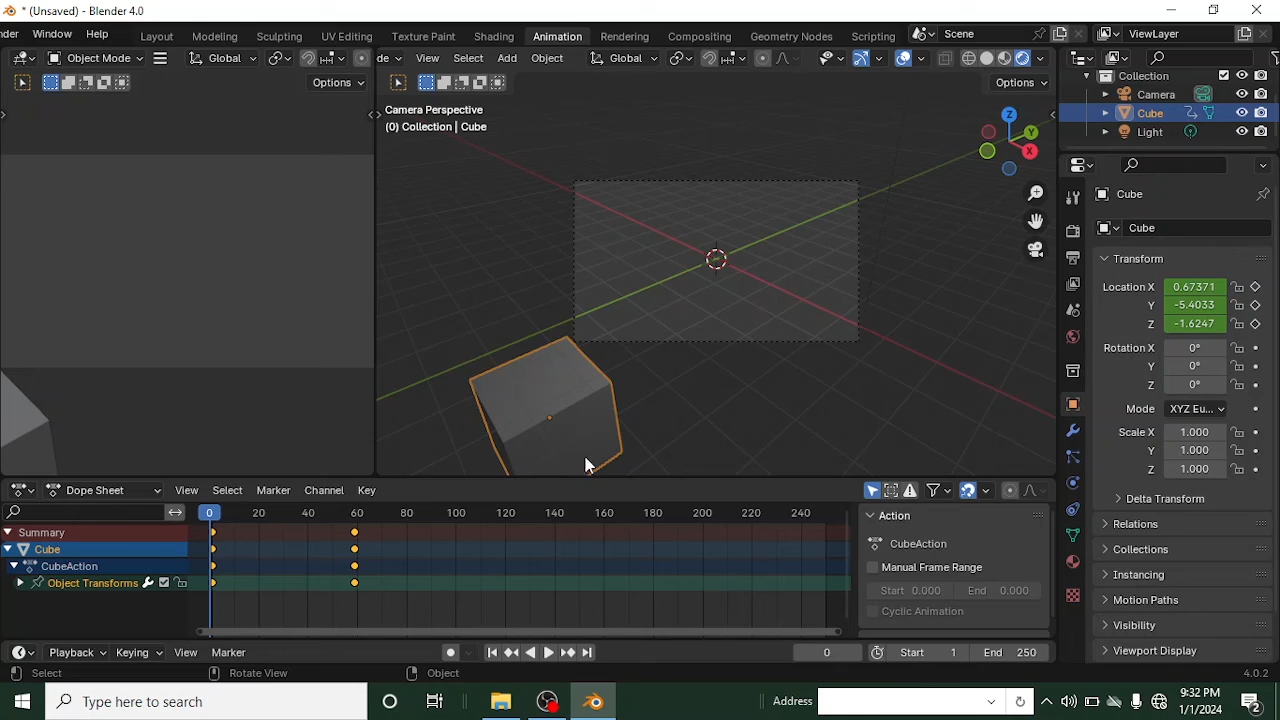 * (Unsaved) - Blender 4.0
der Window Help Layout Modeling Sculpting UV Editing Texture Paint Shading Animation Rendering Compositing Geometry Nodes Scripting Scene ViewLayer
Object Mode Global de View Select Add Object Global
Options Options
Camera Perspective
(0) Collection | Cube
Z
Y
X
Collection
Camera
Cube
Light
Cube
Cube
Transform
Location X 0.67371
Y -5.4033
Z -1.6247
Rotation X 0°
Y 0°
Z 0°
Mode XYZ Eu...
Scale X 1.000
Y 1.000
Z 1.000
Delta Transform
Relations
Collections
Instancing
Motion Paths
Visibility
Viewport Display
Dope Sheet View Select Marker Channel Key
0 20 40 60 80 100 120 140 160 180 200 220 240
Summary
Cube
CubeAction
Object Transforms
Action
CubeAction
Manual Frame Range
Start 0.000 End 0.000
Cyclic Animation
Playback Keying View Marker 0 Start 1 End 250
Select Rotate View Object 4.0.2
Type here to search Address 9:32 PM
1/1/2024 2